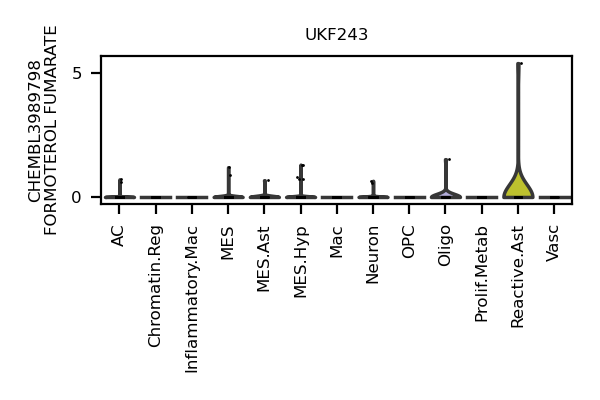 UKF243
CHEMBL3989798
FORMOTEROL FUMARATE
5
0
AC
Chromatin.Reg
Inflammatory.Mac
MES
MES.Ast
MES.Hyp
Mac
Neuron
OPC
Oligo
Prolif.Metab
Reactive.Ast
Vasc